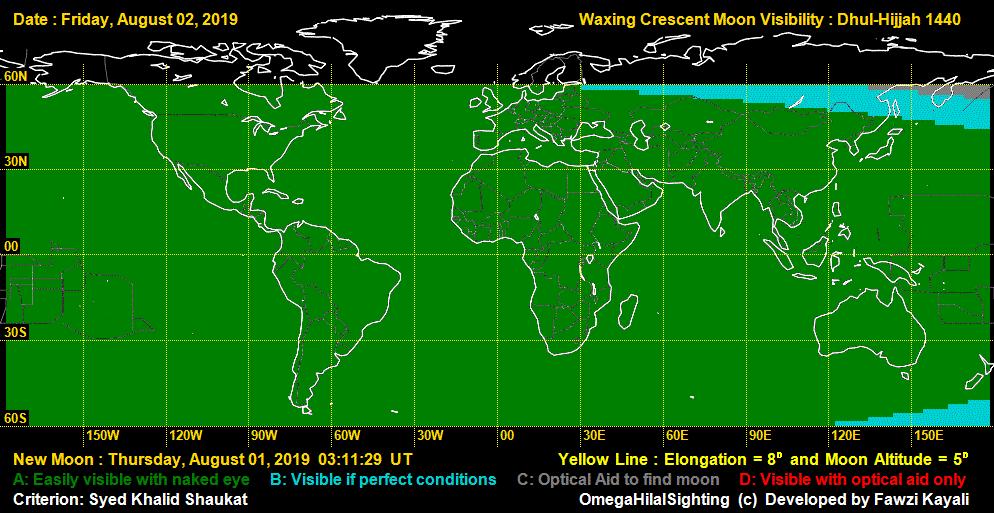 Date : Friday, August 02, 2019 Waxing Crescent Moon Visibility : Dhul-Hijjah 1440
60N
30N
00
30S
60S
150W 120W 90W 60W 30W 00 30E 60E 90E 120E 150E
New Moon : Thursday, August 01, 2019 03:11:29 UT Yellow Line : Elongation = 8º and Moon Altitude = 5º
A: Easily visible with naked eye B: Visible if perfect conditions C: Optical Aid to find moon D: Visible with optical aid only
Criterion: Syed Khalid Shaukat OmegaHilalSighting (c) Developed by Fawzi Kayali